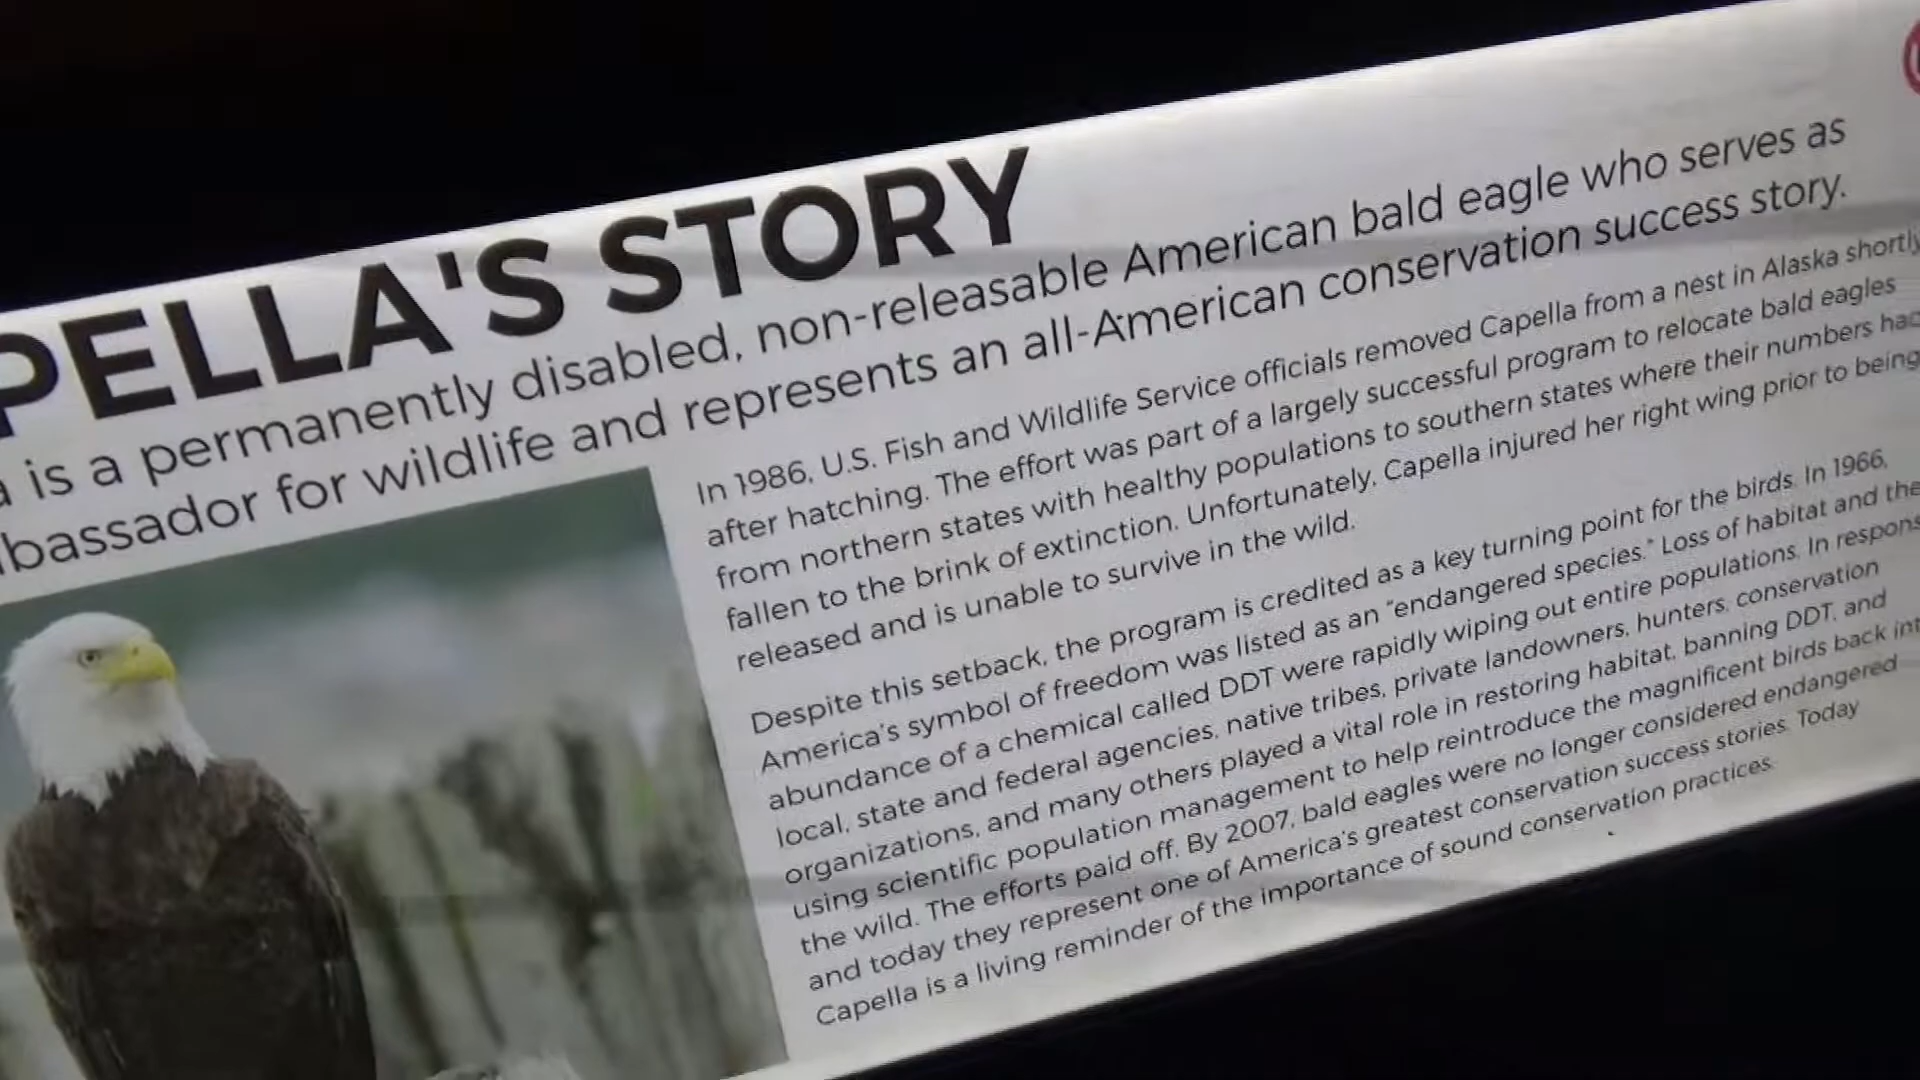 PELLA'S STORY
is a permanently disabled, non-releasable American bald eagle who serves as
bassador for wildlife and represents an all-American conservation success story.
In 1986, U.S. Fish and Wildlife Service officials removed Capella from a nest in Alaska shortly
after hatching. The effort was part of a largely successful program to relocate bald eagles
from northern states with healthy populations to southern states where their numbers had
fallen to the brink of extinction. Unfortunately, Capella injured her right wing prior to being
released and is unable to survive in the wild.
Despite this setback, the program is credited as a key turning point for the birds. In 1966,
America's symbol of freedom was listed as an "endangered species." Loss of habitat and the
abundance of a chemical called DDT were rapidly wiping out entire populations. In respons
local, state and federal agencies, native tribes, private landowners, hunters, conservation
organizations, and many others played a vital role in restoring habitat, banning DDT, and
using scientific population management to help reintroduce the magnificent birds back int
the wild. The efforts paid off. By 2007, bald eagles were no longer considered endangered
and today they represent one of America's greatest conservation success stories. Today
Capella is a living reminder of the importance of sound conservation practices.